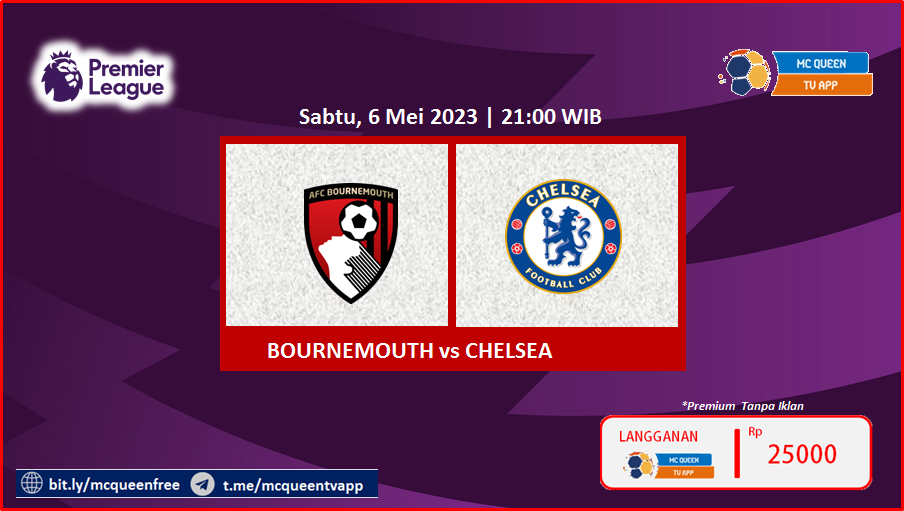 Premier
League
MC QUEEN
TV APP
Sabtu, 6 Mei 2023 | 21:00 WIB
AFC BOURNEMOUTH
CHELSEA
FOOTBALL CLUB
BOURNEMOUTH vs CHELSEA
*Premium Tanpa Iklan
LANGGANAN
MC QUEEN
TV APP
Rp
25000
bit.ly/mcqueenfree
t.me/mcqueentvapp